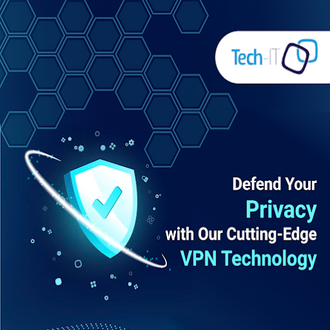 Tech-IT
Defend Your
Privacy
with Our Cutting-Edge
VPN Technology